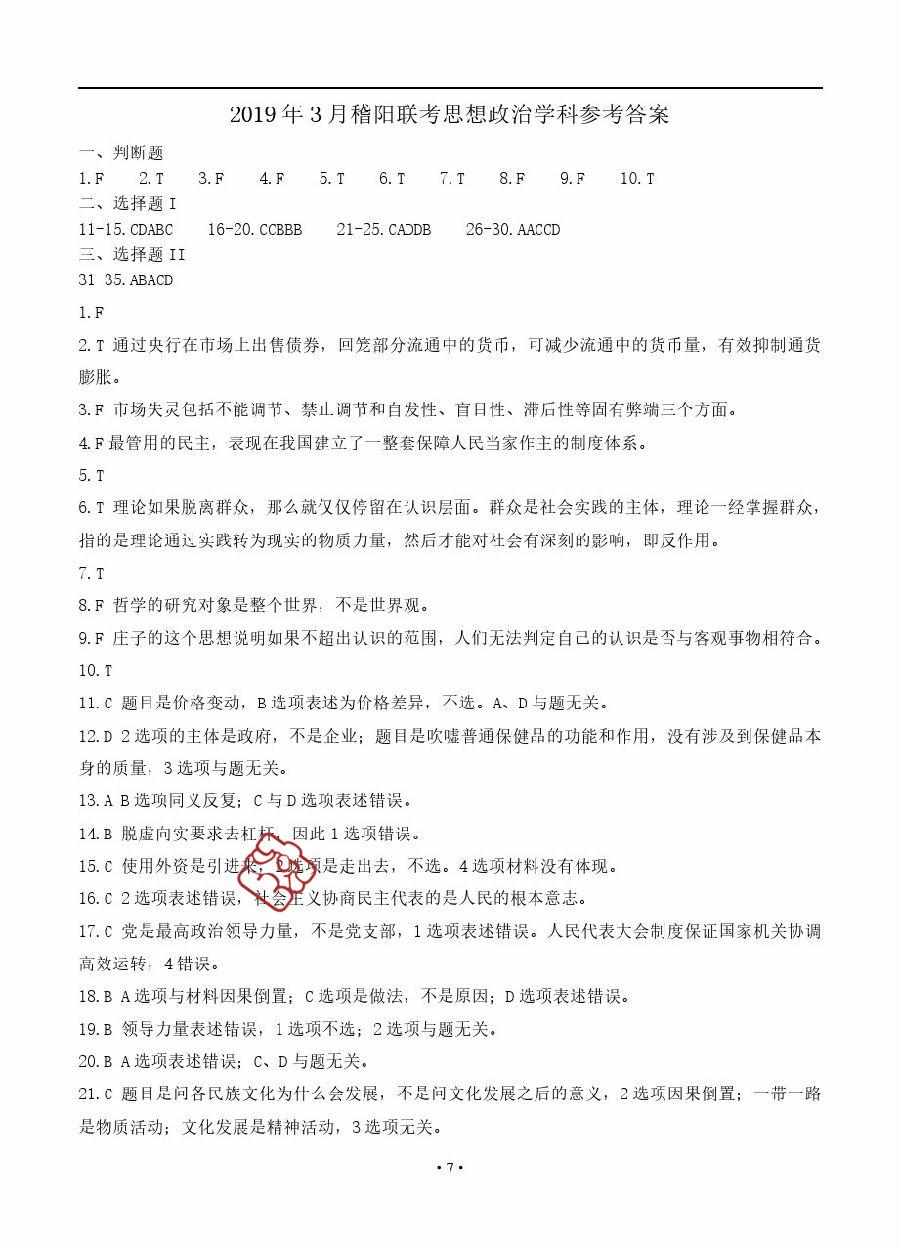 2019年3月稽阳联考思想政治学科参考答案
一、判断题
1.F 2.T 3.F 4.F 5.T 6.T 7.T 8.F 9.F 10.T
二、选择题I
11-15.CDABC 16-20.CCBBB 21-25.CADDB 26-30.AACCD
三、选择题II
31 35.ABACD
1.F
2.T 通过央行在市场上出售债券，回笼部分流通中的货币，可减少流通中的货币量，有效抑制通货
膨胀。
3.F 市场失灵包括不能调节、禁止调节和自发性、盲目性、滞后性等固有弊端三个方面。
4.F最管用的民主，表现在我国建立了一整套保障人民当家作主的制度体系。
5.T
6.T 理论如果脱离群众，那么就仅仅停留在认识层面。群众是社会实践的主体，理论一经掌握群众，
指的是理论通过实践转为现实的物质力量，然后才能对社会有深刻的影响，即反作用。
7.T
8.F 哲学的研究对象是整个世界，不是世界观。
9.F 庄子的这个思想说明如果不超出认识的范围，人们无法判定自己的认识是否与客观事物相符合。
10.T
11.C 题目是价格变动，B选项表述为价格差异，不选。A、D与题无关。
12.D 2选项的主体是政府，不是企业；题目是吹嘘普通保健品的功能和作用，没有涉及到保健品本
身的质量，3选项与题无关。
13.A B选项同义反复；C与D选项表述错误。
14.B 脱虚向实要求去杠杆，因此1选项错误。
15.C 使用外资是引进来，2选项是走出去，不选。4选项材料没有体现。
16.C 2选项表述错误，社会主义协商民主代表的是人民的根本意志。
17.C 党是最高政治领导力量，不是党支部，1选项表述错误。人民代表大会制度保证国家机关协调
高效运转，4错误。
18.B A选项与材料因果倒置；C选项是做法，不是原因；D选项表述错误。
19.B 领导力量表述错误，1选项不选；2选项与题无关。
20.B A选项表述错误；C、D与题无关。
21.C 题目是问各民族文化为什么会发展，不是问文化发展之后的意义，2选项因果倒置；一带一路
是物质活动；文化发展是精神活动，3选项无关。
•7•